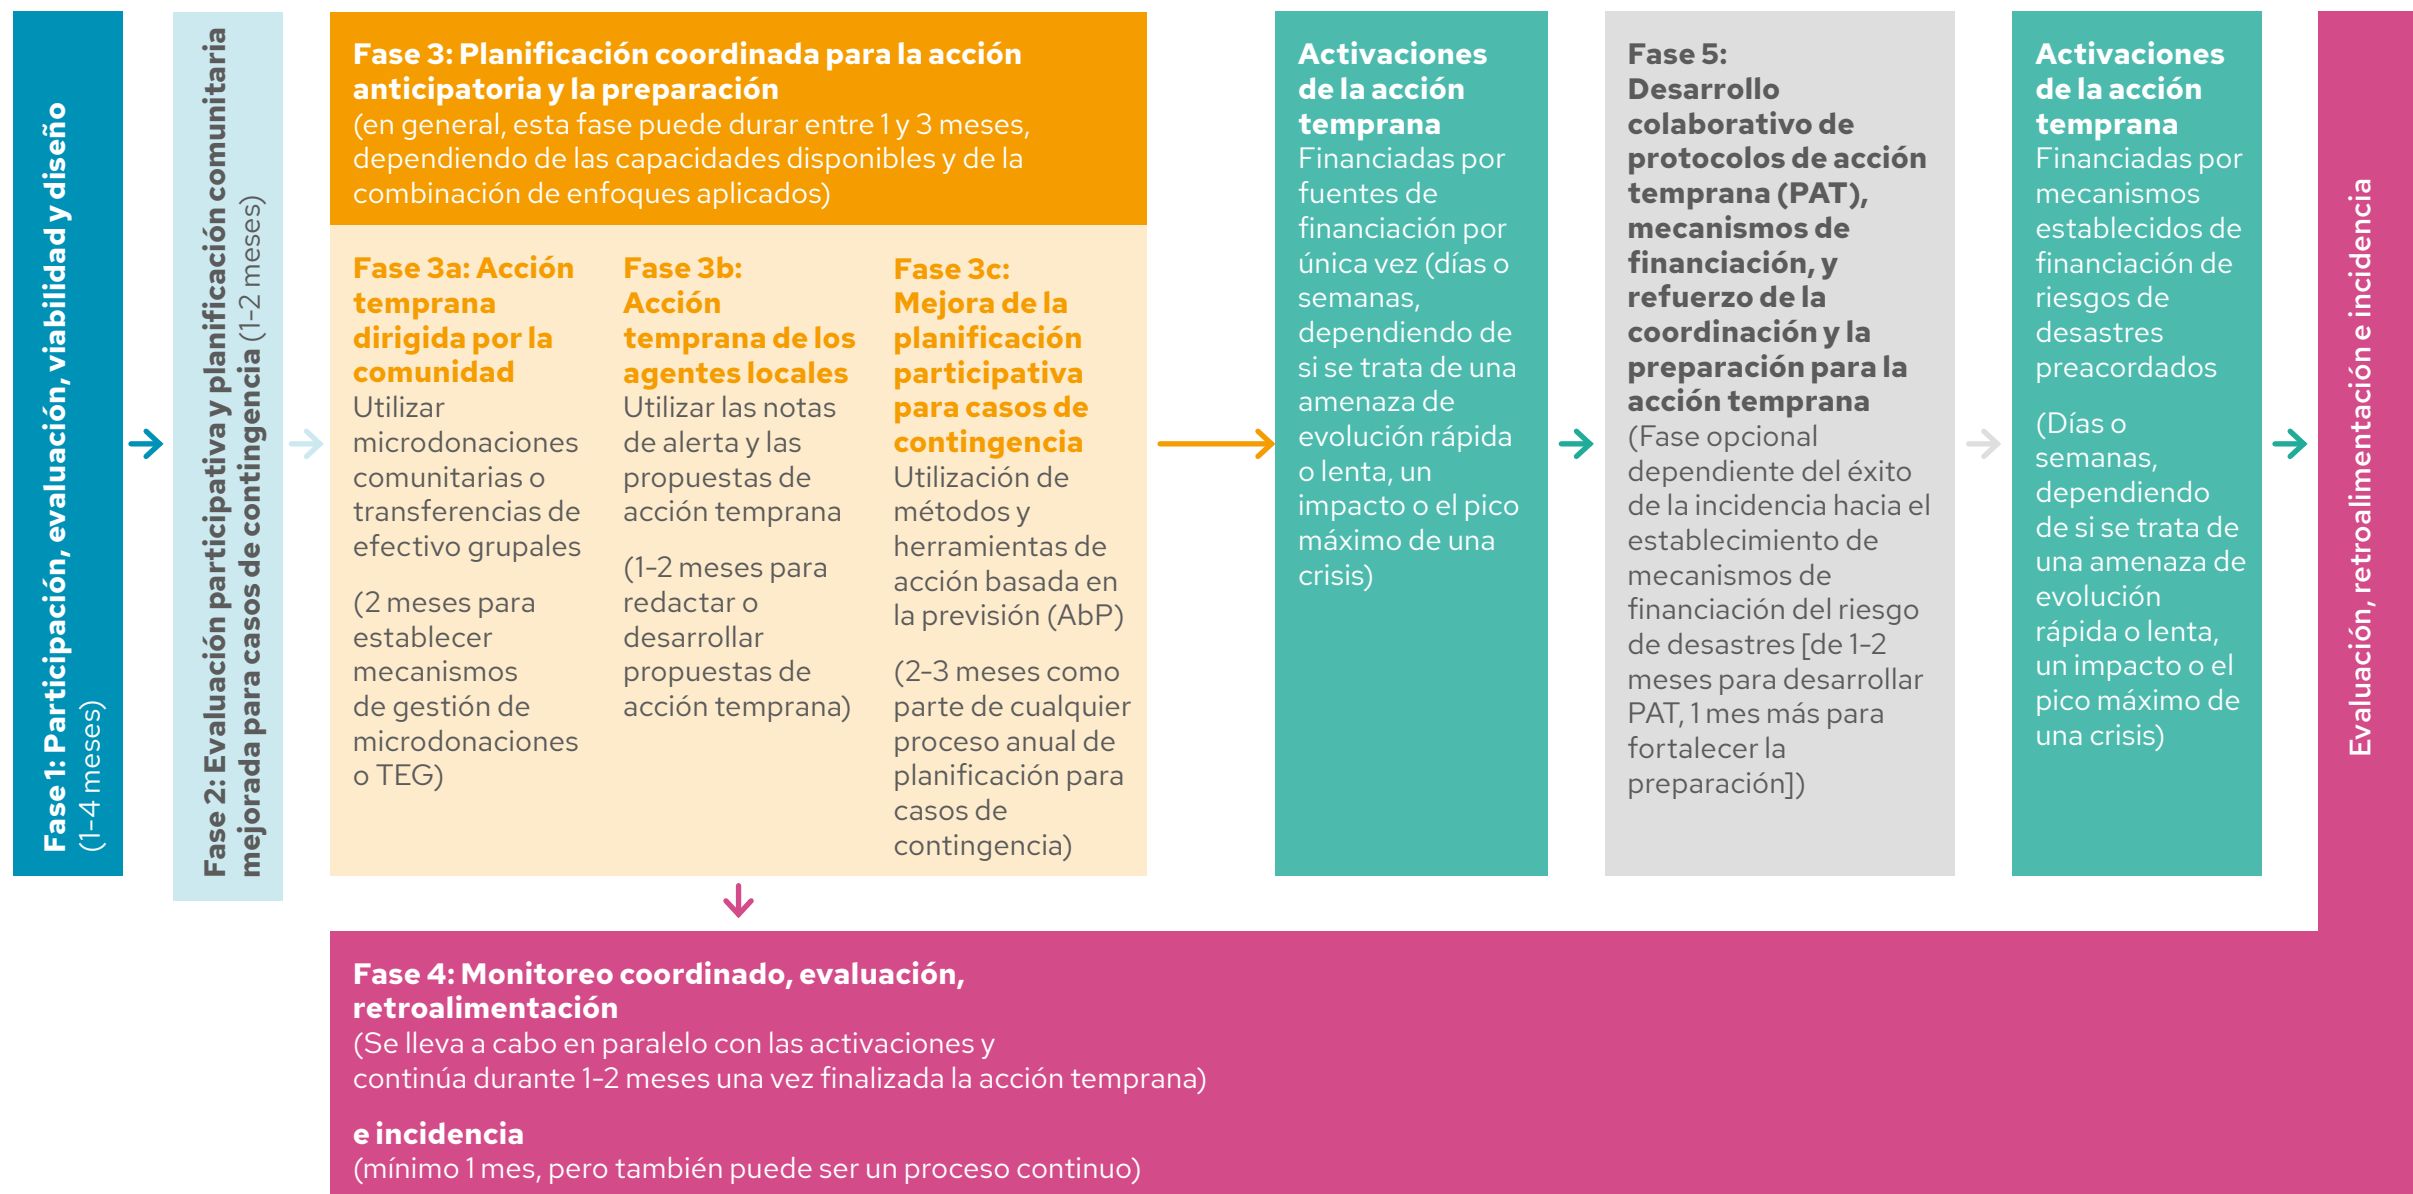 Fase 1: Participación, evaluación, viabilidad y diseño
(1-4 meses)
Fase 2: Evaluación participativa y planificación comunitaria
mejorada para casos de contingencia (1-2 meses)
Fase 3: Planificación coordinada para la acción
anticipatoria y la preparación
(en general, esta fase puede durar entre 1 y 3 meses,
dependiendo de las capacidades disponibles y de la
combinación de enfoques aplicados)
Fase 3a: Acción
temprana
dirigida por la
comunidad
Utilizar
microdonaciones
comunitarias o
transferencias de
efectivo grupales
(2 meses para
establecer
mecanismos
de gestión de
microdonaciones
o TEG)
Fase 3b:
Acción
temprana de los
agentes locales
Utilizar las notas
de alerta y las
propuestas de
acción temprana
(1-2 meses para
redactar o
desarrollar
propuestas de
acción temprana)
Fase 3c:
Mejora de la
planificación
participativa
para casos de
contingencia
Utilización de
métodos y
herramientas de
acción basada en
la previsión (AbP)
(2-3 meses como
parte de cualquier
proceso anual de
planificación para
casos de
contingencia)
Activaciones
de la acción
temprana
Financiadas por
fuentes de
financiación por
única vez (días o
semanas,
dependiendo de
si se trata de una
amenaza de
evolución rápida
o lenta, un
impacto o el pico
máximo de una
crisis)
Fase 5:
Desarrollo
colaborativo de
protocolos de acción
temprana (PAT),
mecanismos de
financiación, y
refuerzo de la
coordinación y la
preparación para la
acción temprana
(Fase opcional
dependiente del éxito
de la incidencia hacia el
establecimiento de
mecanismos de
financiación del riesgo
de desastres [de 1-2
meses para desarrollar
PAT, 1 mes más para
fortalecer la
preparación])
Activaciones
de la acción
temprana
Financiadas por
mecanismos
establecidos de
financiación de
riesgos de
desastres
preacordados
(Días o
semanas,
dependiendo
de si se trata de
una amenaza de
evolución
rápida o lenta,
un impacto o el
pico máximo de
una crisis)
Evaluación, retroalimentación e incidencia
Fase 4: Monitoreo coordinado, evaluación,
retroalimentación
(Se lleva a cabo en paralelo con las activaciones y
continúa durante 1-2 meses una vez finalizada la acción temprana)
e incidencia
(mínimo 1 mes, pero también puede ser un proceso continuo)